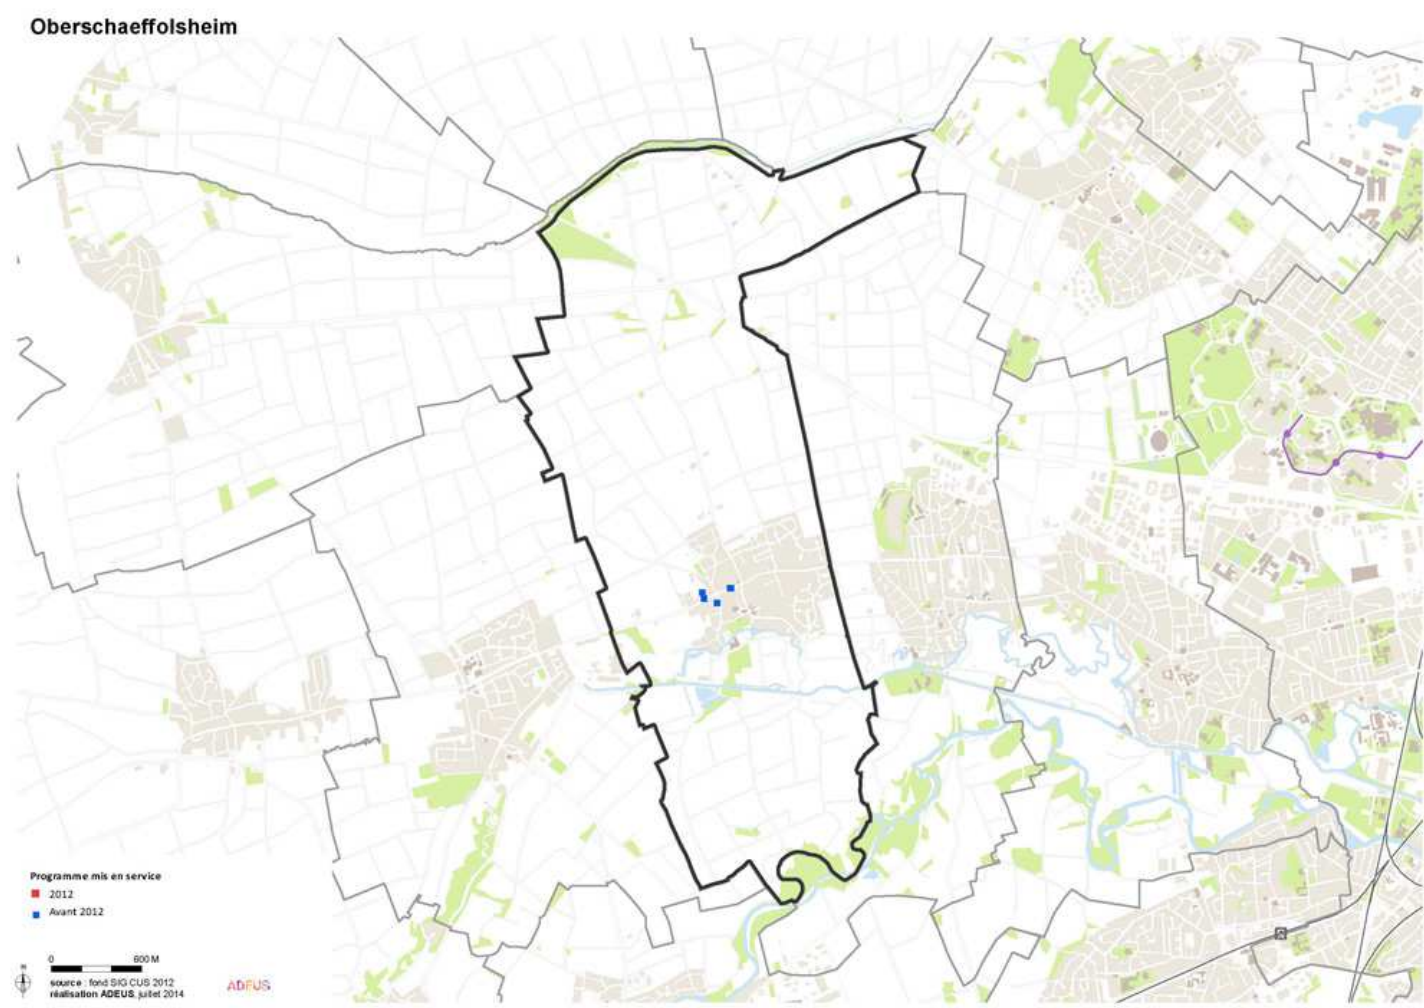 Oberschaeffolsheim
Programme mis en service
2012
Avant 2012
0 600 M
N
source : fond SIG CUS 2012
réalisation ADEUS, juillet 2014
ADEUS